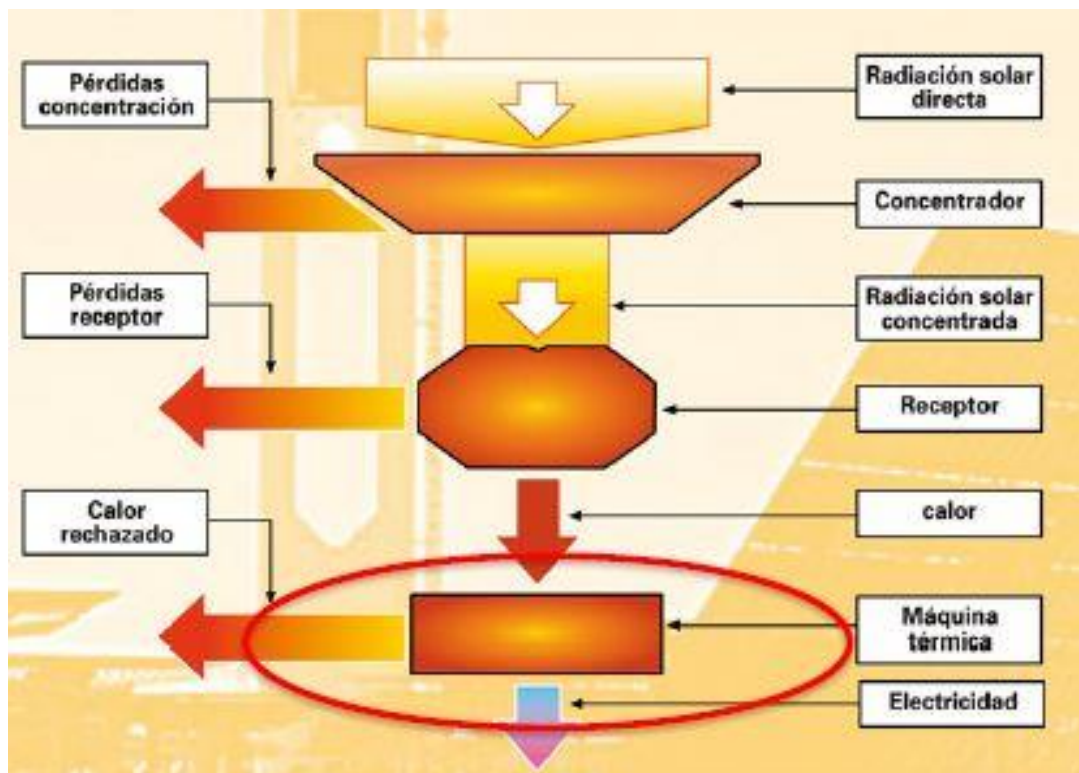 Pérdidas
concentración
Radiación solar
directa
Concentrador
Pérdidas
receptor
Radiación solar
concentrada
Receptor
Calor
rechazado
calor
Máquina
térmica
Electricidad